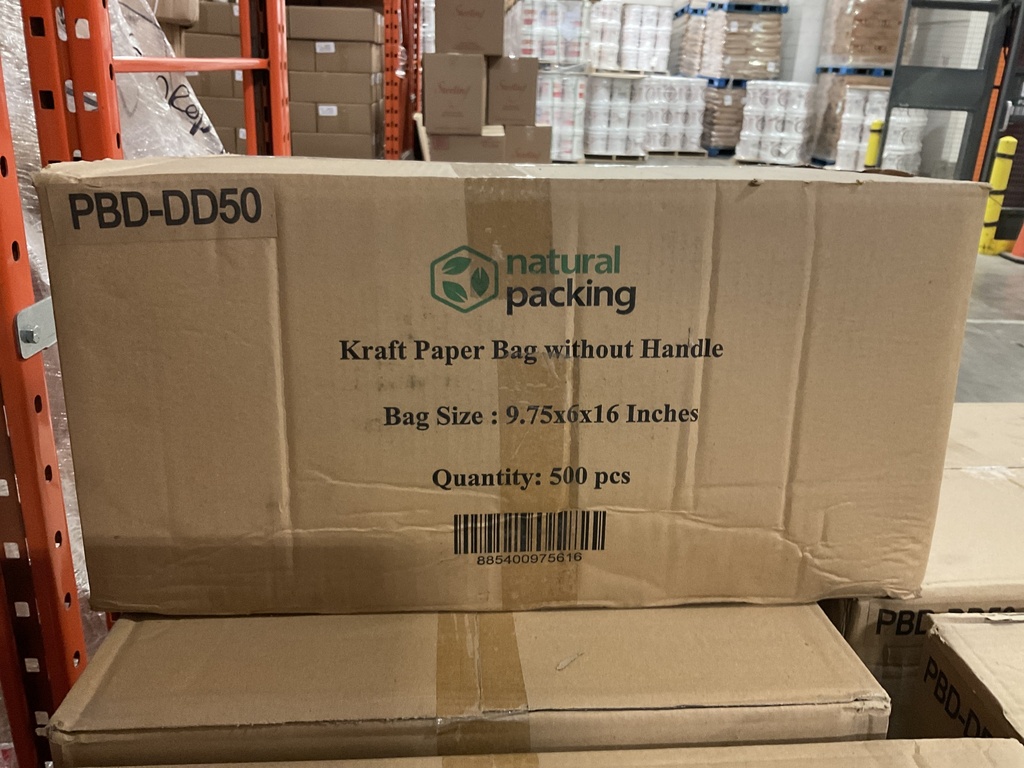 PBD-DD50
natural
packing
Kraft Paper Bag without Handle
Bag Size : 9.75x6x16 Inches
Quantity: 500 pcs
885400975616
PBD-DD50
PBD-